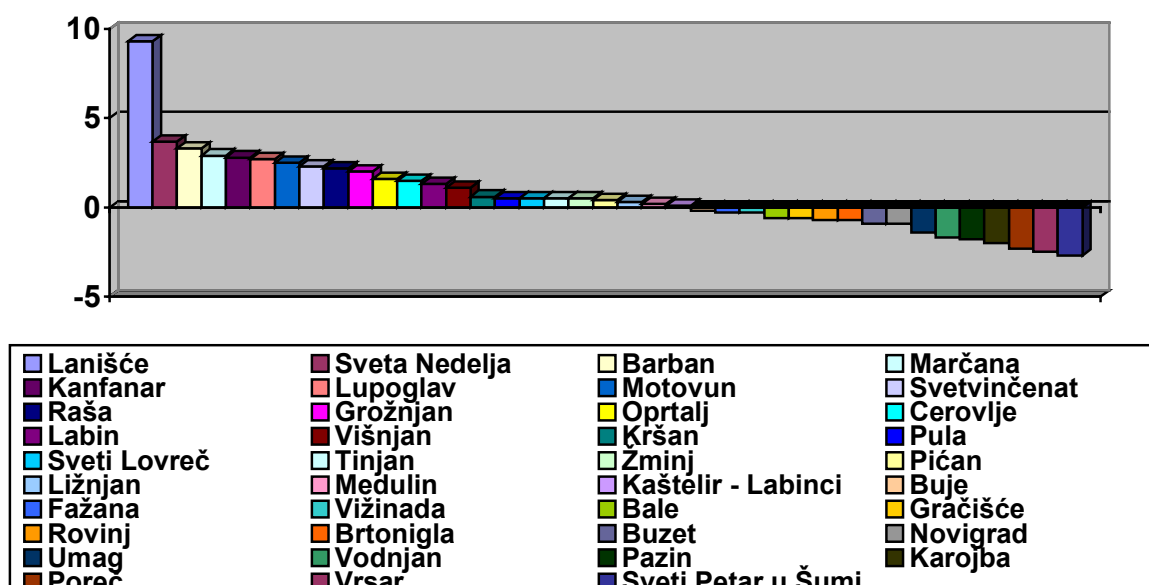 10
5
0
-5
Lanišće Sveta Nedelja Barban Marčana
Kanfanar Lupoglav Motovun Svetvinčenat
Raša Grožnjan Oprtalj Cerovlje
Labin Višnjan Kršan Pula
Sveti Lovreč Tinjan Žminj Pićan
Ližnjan Medulin Kaštelir - Labinci Buje
Fažana Vižinada Bale Gračišće
Rovinj Brtonigla Buzet Novigrad
Umag Vodnjan Pazin Karojba
Poreč Vrsar Sveti Petar u Šumi